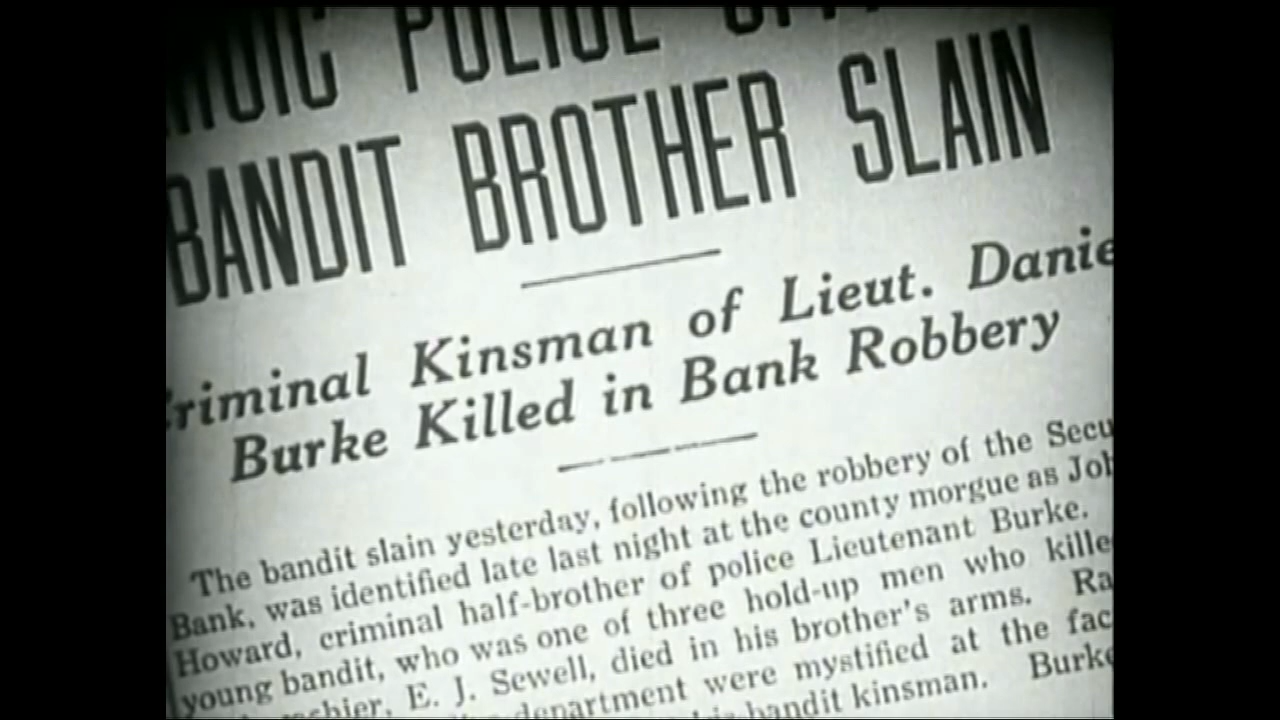 POLICE
BANDIT BROTHER SLAIN
Criminal Kinsman of Lieut. Danie
Burke Killed in Bank Robbery
The bandit slain yesterday, following the robbery of the Secu
Bank, was identified late last night at the county morgue as Joh
Howard, criminal half-brother of police Lieutenant Burke.
young bandit, who was one of three hold-up men who kille
E. J. Sewell, died in his brother's arms. Ra
department were mystified at the fac
bandit kinsman. Burke